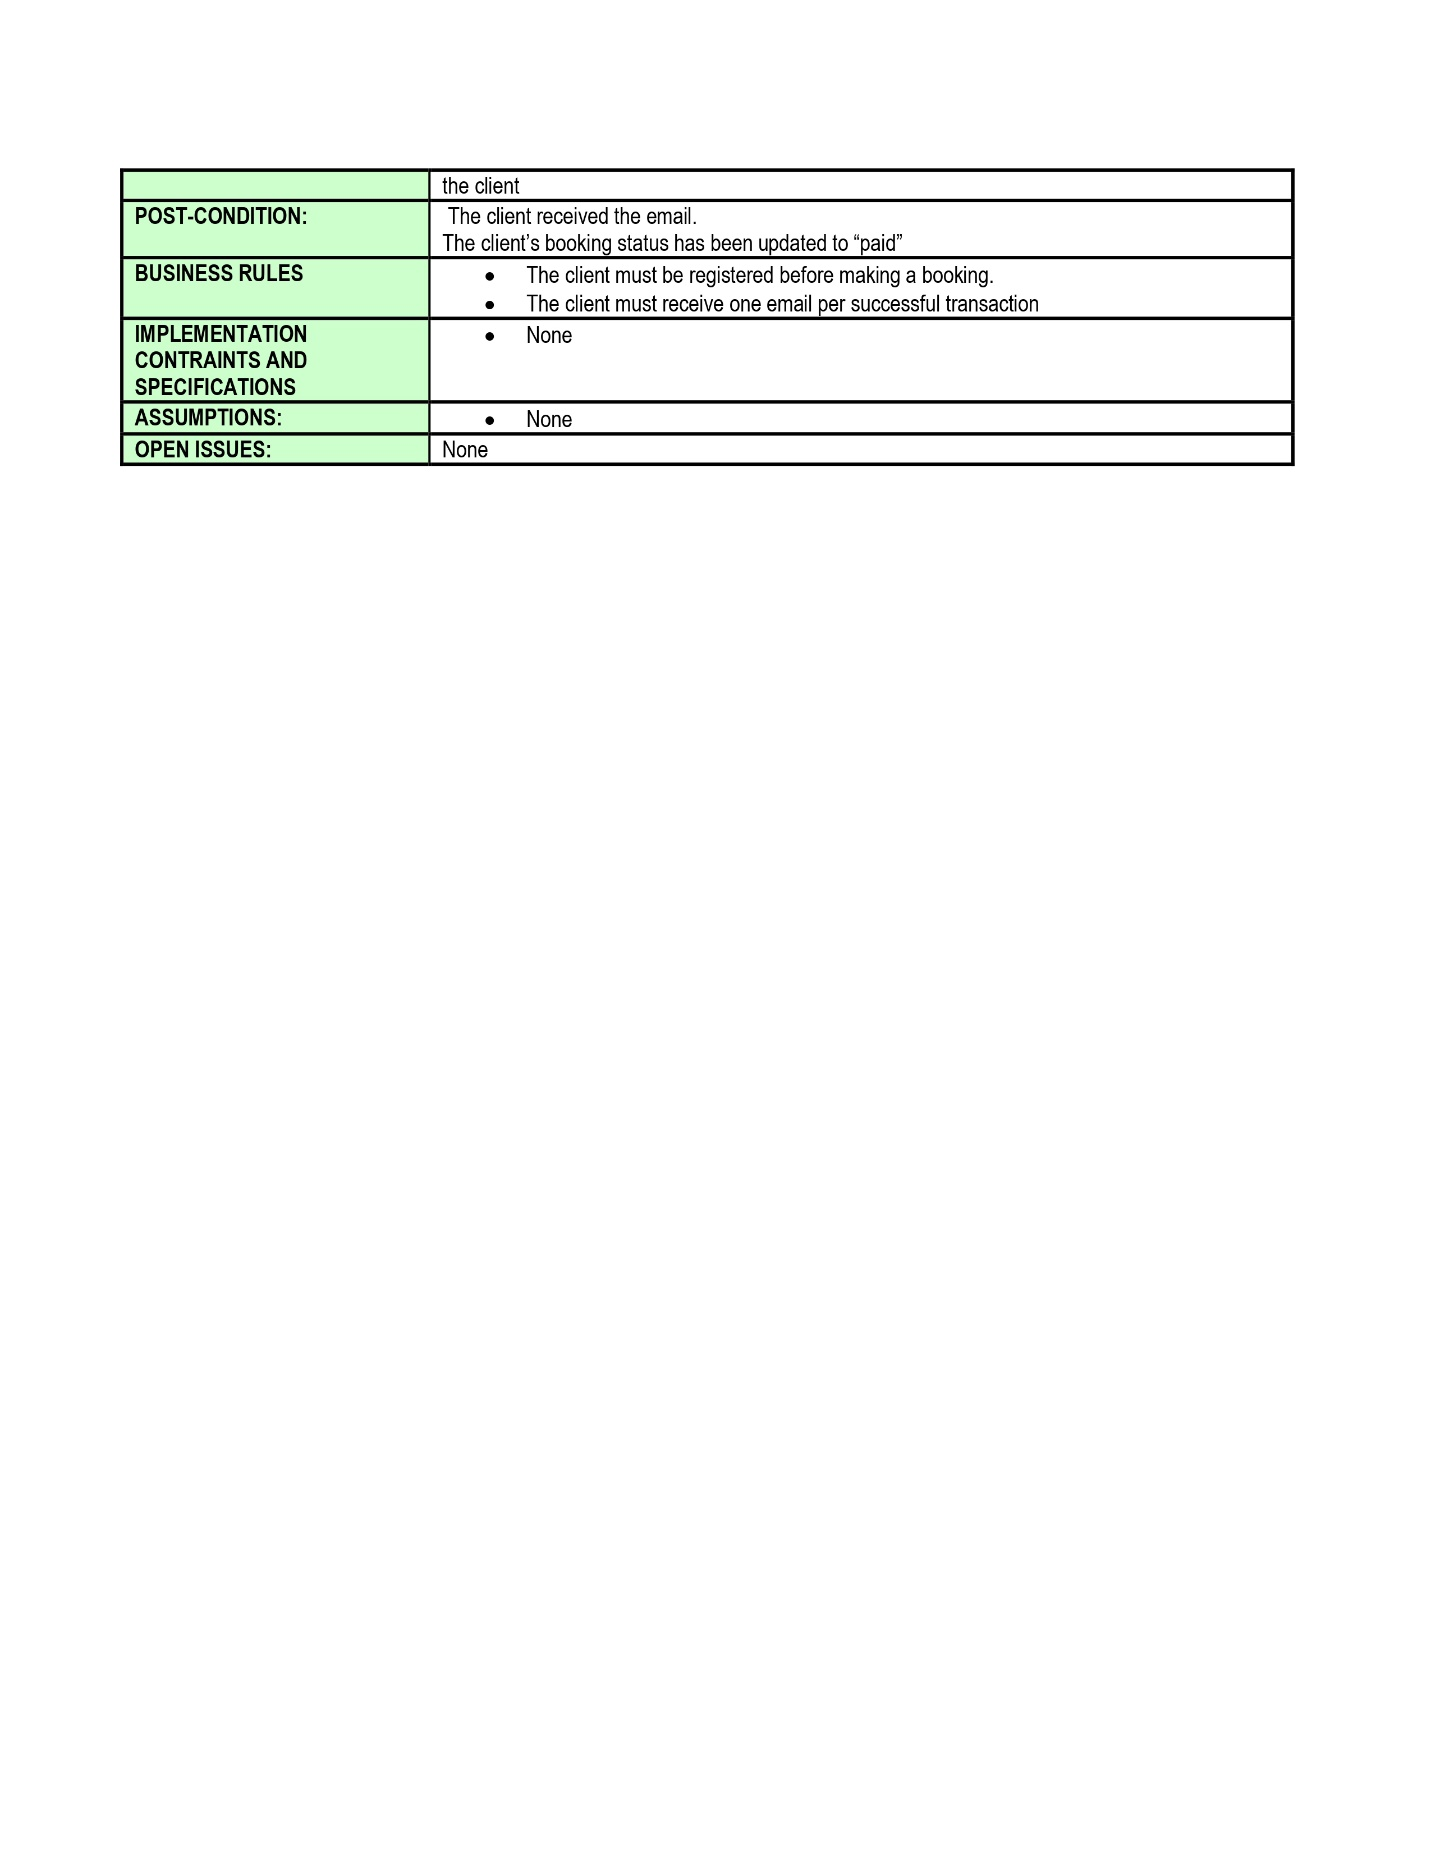 the client
POST-CONDITION:
The client received the email.
The client’s booking status has been updated to “paid”
BUSINESS RULES
● The client must be registered before making a booking.
● The client must receive one email per successful transaction
IMPLEMENTATION
CONTRAINTS AND
SPECIFICATIONS
● None
ASSUMPTIONS:
● None
OPEN ISSUES:
None